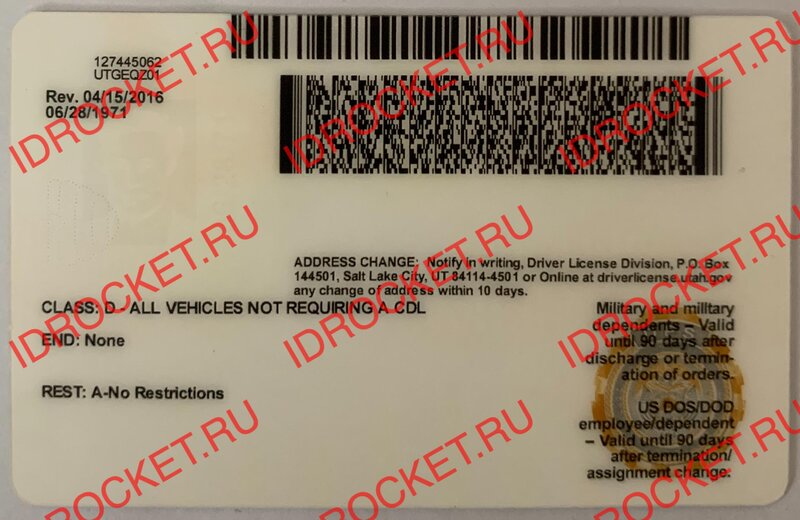 127445062
UTGEQZ01
Rev. 04/15/2016
06/28/1971
ADDRESS CHANGE: Notify in writing, Driver License Division, P.O. Box
144501, Salt Lake City, UT 84114-4501 or Online at driverlicense.utah.gov
any change of address within 10 days.
CLASS: D - ALL VEHICLES NOT REQUIRING A CDL
END: None
REST: A-No Restrictions
Military and military
dependents - Valid
until 90 days after
discharge or termin-
ation of orders.
US DOS/DOD
employee/dependent
– Valid until 90 days
after termination/
assignment change.
IDROCKET.RU
IDROCKET.RU
IDROCKET.RU
IDROCKET.RU
IDROCKET.RU
IDROCKET.RU
IDROCKET.RU
IDROCKET.RU
IDROCKET.RU